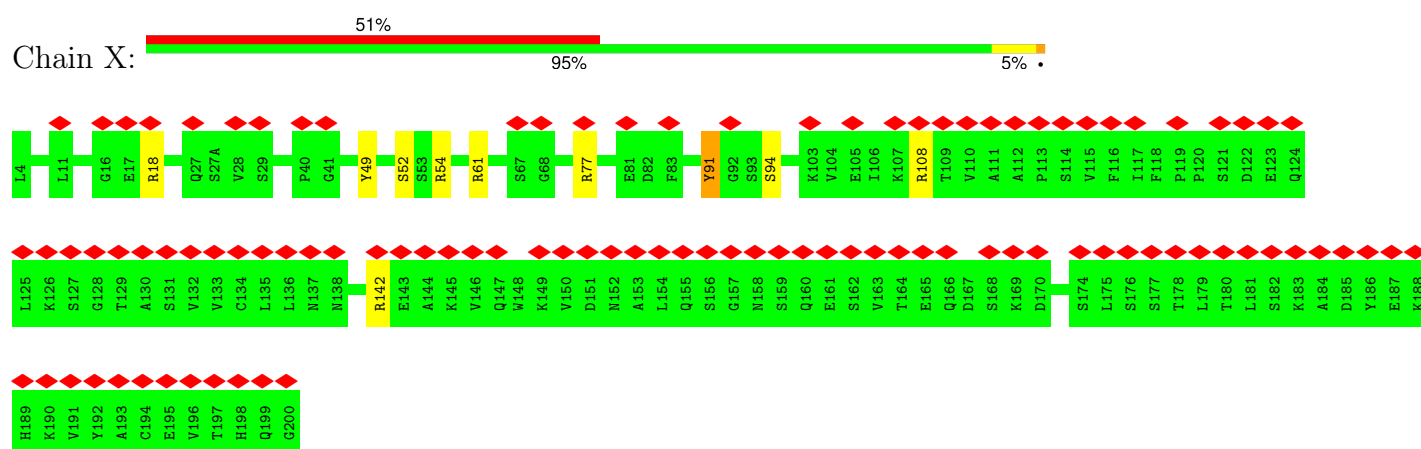 51%
Chain X:
95% 5% •
L4 L11 G16 E17 R18 Q27 S27A V28 S29 P40 G41 Y49 S52 S53 R54 R61 S67 G68 R77 E81 D82 F83 Y91 G92 S93 S94 K103 V104 E105 I106 K107 R108 T109 V110 A111 A112 P113 S114 V115 F116 I117 F118 P119 P120 S121 D122 E123 Q124
L125 K126 S127 G128 T129 A130 S131 V132 V133 C134 L135 L136 N137 N138 R142 E143 A144 K145 V146 Q147 W148 K149 V150 D151 N152 A153 L154 Q155 S156 G157 N158 S159 Q160 E161 S162 V163 T164 E165 Q166 D167 S168 K169 D170 S174 L175 S176 S177 T178 L179 T180 L181 S182 K183 A184 D185 Y186 E187 K188
H189 K190 V191 Y192 A193 C194 E195 V196 T197 H198 Q199 G200